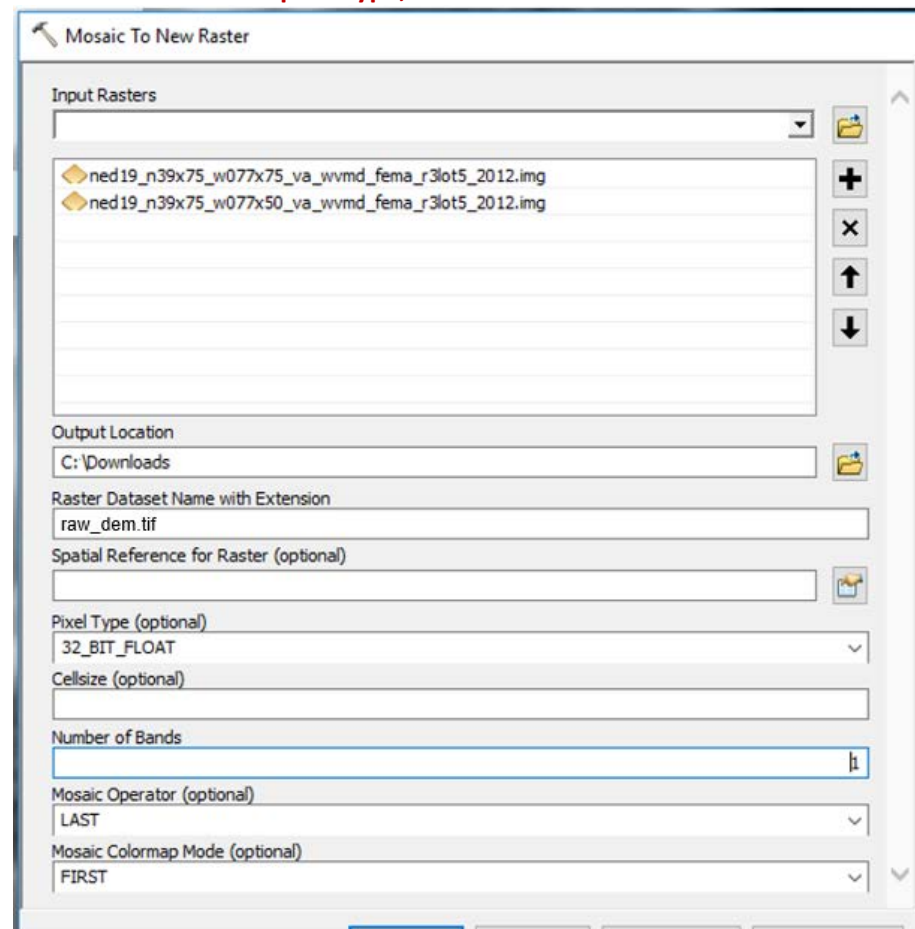 Mosaic To New Raster
Input Rasters
ned19_n39x75_w077x75_va_wvmd_fema_r3lot5_2012.img
ned19_n39x75_w077x50_va_wvmd_fema_r3lot5_2012.img
Output Location
C:\Downloads
Raster Dataset Name with Extension
raw_dem.tif
Spatial Reference for Raster (optional)
Pixel Type (optional)
32_BIT_FLOAT
Cellsize (optional)
Number of Bands
1
Mosaic Operator (optional)
LAST
Mosaic Colormap Mode (optional)
FIRST